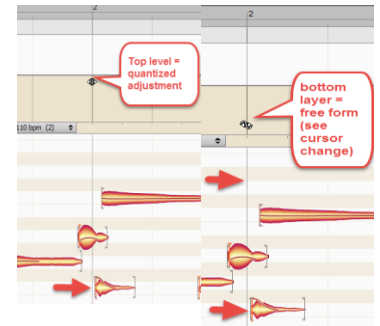 2
Top level =
quantized
adjustment
110 bpm (2)
2
bottom
layer =
free form
(see
cursor
change)